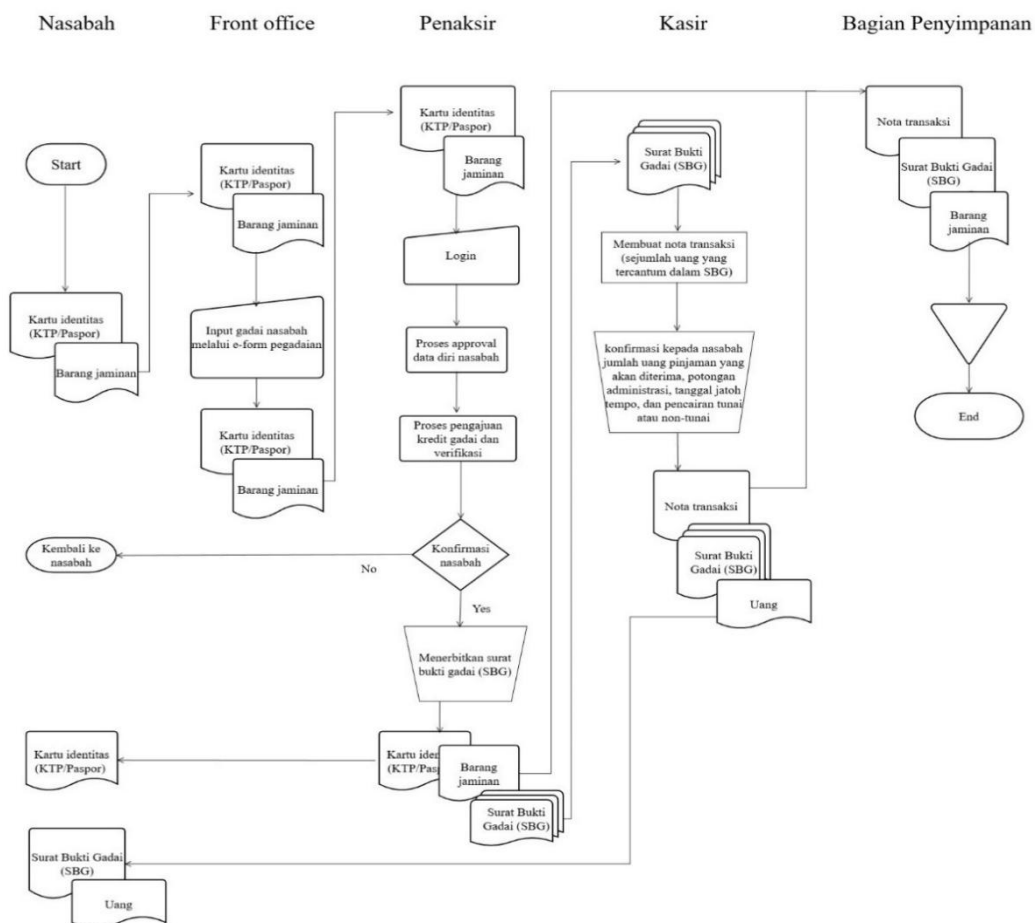 Nasabah
Front office
Penaksir
Kasir
Bagian Penyimpanan
Start
Kartu identitas
(KTP/Paspor)
Barang jaminan
Kartu identitas
(KTP/Paspor)
Barang jaminan
Input gadai nasabah
melalui e-form pegadaian
Kartu identitas
(KTP/Paspor)
Barang jaminan
Kartu identitas
(KTP/Paspor)
Barang
jaminan
Login
Proses approval
data diri nasabah
Proses pengajuan
kredit gadai dan
verifikasi
Konfirmasi
nasabah
No
Kembali ke
nasabah
Yes
Menerbitkan surat
bukti gadai (SBG)
Kartu iden
(KTP/Pasp
Barang
jaminan
Surat Bukti
Gadai (SBG)
Kartu identitas
(KTP/Paspor)
Surat Bukti
Gadai (SBG)
Membuat nota transaksi
(sejumlah uang yang
tercantum dalam SBG)
konfirmasi kepada nasabah
jumlah uang pinjaman yang
akan diterima, potongan
administrasi, tanggal jatoh
tempo, dan pencairan tunai
atau non-tunai
Nota transaksi
Surat Bukti
Gadai (SBG)
Uang
Surat Bukti Gadai
(SBG)
Uang
Nota transaksi
Surat Bukti
Gadai (SBG)
Barang
jaminan
End